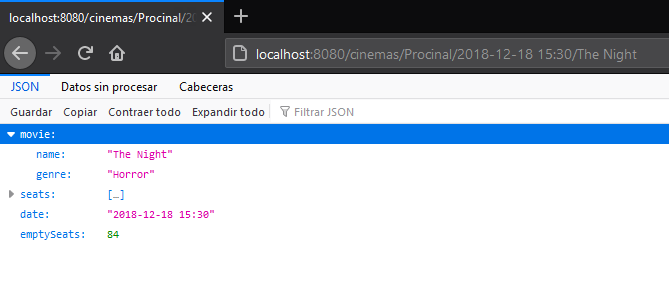 localhost:8080/cinemas/Procinal/20
localhost:8080/cinemas/Procinal/2018-12-18 15:30/The Night
JSON Datos sin procesar Cabeceras
Guardar Copiar Contraer todo Expandir todo Filtrar JSON
movie:
name: "The Night"
genre: "Horror"
seats: […]
date: "2018-12-18 15:30"
emptySeats: 84